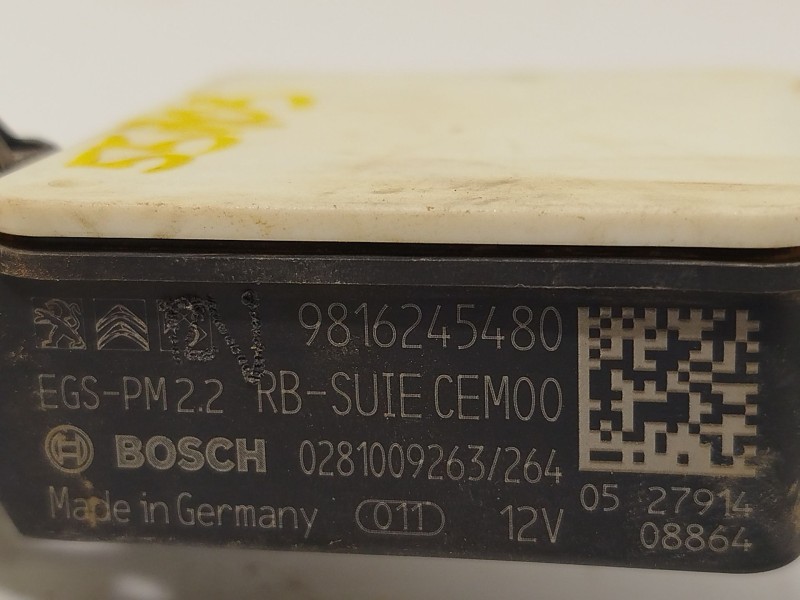 9816245480
EGS-PM 2.2 RB-SUIE CEM00
BOSCH 0281009263/264
Made in Germany 011 12V
05 27914
08864